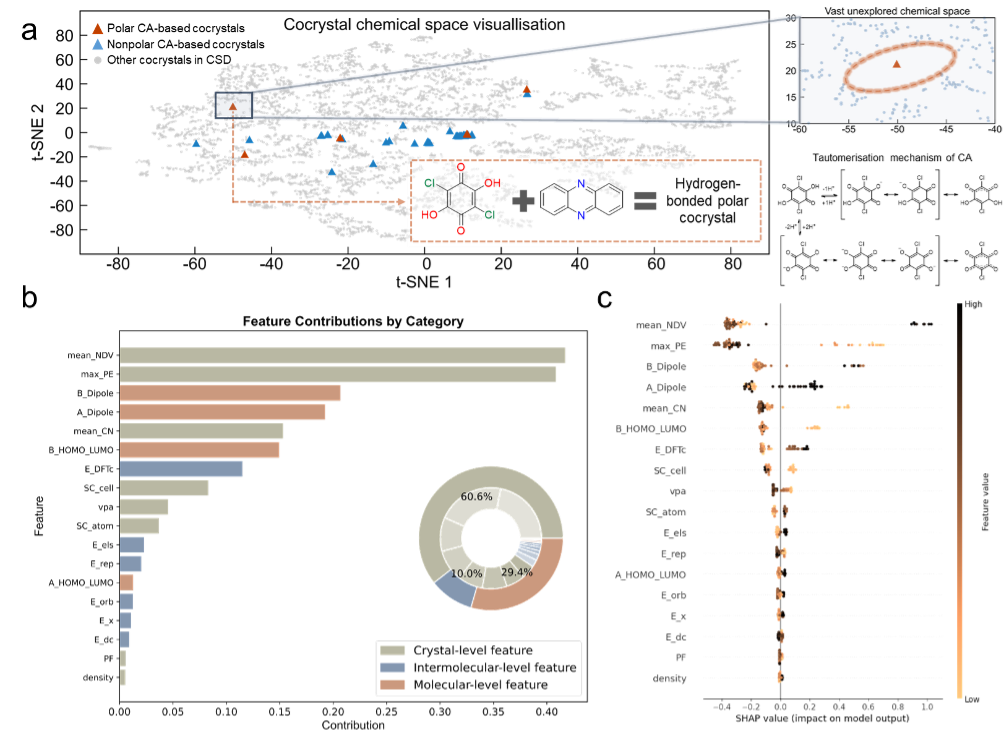 a
Polar CA-based cocrystals
Nonpolar CA-based cocrystals
Other cocrystals in CSD
Cocrystal chemical space visuallisation
t-SNE 2
80
60
40
20
0
-20
-40
-60
-80
-80
-60
-40
-20
0
20
40
60
80
t-SNE 1
Cl
O
OH
HO
Cl
O
N
N
Hydrogen-
bonded polar
cocrystal
Vast unexplored chemical space
30
25
20
15
10
-60
-55
-50
-45
-40
Tautomerisation mechanism of CA
-1H⁺
+1H⁺
-2H⁺
+2H⁺
b
Feature Contributions by Category
Feature
mean_NDV
max_PE
B_Dipole
A_Dipole
mean_CN
B_HOMO_LUMO
E_DFTc
SC_cell
vpa
SC_atom
E_els
E_rep
A_HOMO_LUMO
E_orb
E_x
E_dc
PF
density
60.6%
10.0%
29.4%
Crystal-level feature
Intermolecular-level feature
Molecular-level feature
0.00
0.05
0.10
0.15
0.20
0.25
0.30
0.35
0.40
Contribution
c
mean_NDV
max_PE
B_Dipole
A_Dipole
mean_CN
B_HOMO_LUMO
E_DFTc
SC_cell
vpa
SC_atom
E_els
E_rep
A_HOMO_LUMO
E_orb
E_x
E_dc
PF
density
−0.4
−0.2
0.0
0.2
0.4
0.6
0.8
1.0
SHAP value (impact on model output)
High
Feature value
Low